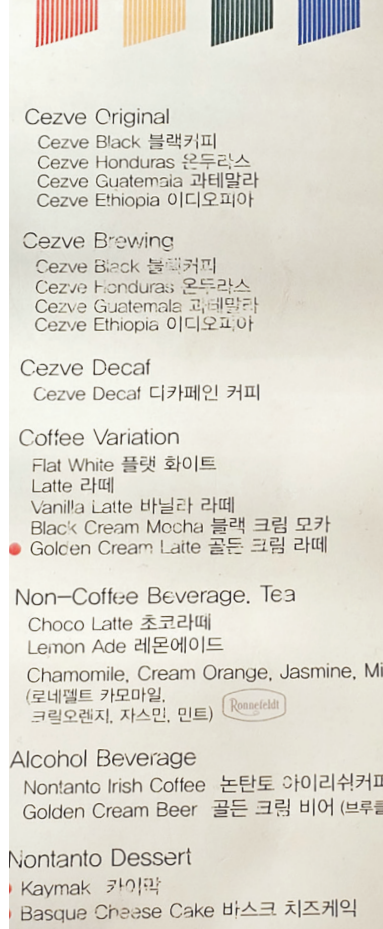 Cezve Original
Cezve Black 블랙커피
Cezve Honduras 온두라스
Cezve Guatemala 과테말라
Cezve Ethiopia 이디오피아
Cezve Brewing
Cezve Black 블랙커피
Cezve Honduras 온두라스
Cezve Guatemala 과테말라
Cezve Ethiopia 이디오피아
Cezve Decaf
Cezve Decaf 디카페인 커피
Coffee Variation
Flat White 플랫 화이트
Latte 라떼
Vanilla Latte 바닐라 라떼
Black Cream Mocha 블랙 크림 모카
Golden Cream Latte 골든 크림 라떼
Non-Coffee Beverage, Tea
Choco Latte 초코라떼
Lemon Ade 레몬에이드
Chamomile, Cream Orange, Jasmine, Mi
(로네펠트 카모마일,
크림오렌지, 자스민, 민트)
Ronnefeldt
Alcohol Beverage
Nontanto Irish Coffee 논탄토 아이리쉬커피
Golden Cream Beer 골든 크림 비어 (브루클
Nontanto Dessert
Kaymak 카이막
Basque Cheese Cake 바스크 치즈케익